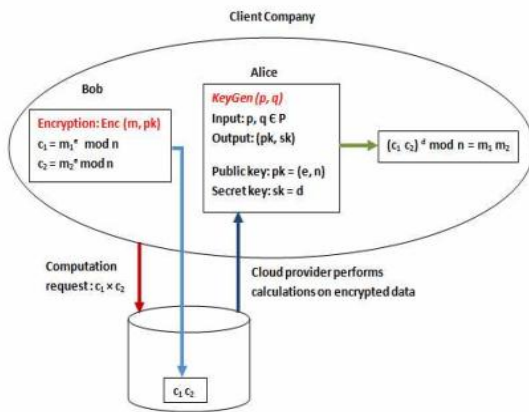 Client Company
Bob
Encryption: Enc (m, pk)
c₁ = m₁ᵉ mod n
c₂ = m₂ᵉ mod n
Alice
KeyGen (p, q)
Input: p, q ∈ P
Output: (pk, sk)
Public key: pk = (e, n)
Secret key: sk = d
(c₁ c₂) ᵈ mod n = m₁ m₂
Computation
request : c₁ × c₂
Cloud provider performs
calculations on encrypted data
c₁ c₂